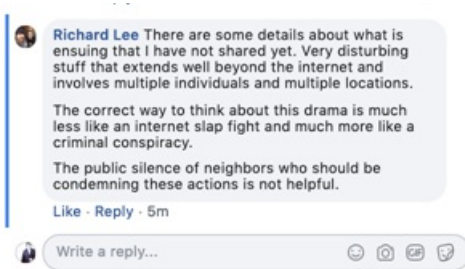 Richard Lee There are some details about what is
ensuing that I have not shared yet. Very disturbing
stuff that extends well beyond the internet and
involves multiple individuals and multiple locations.
The correct way to think about this drama is much
less like an internet slap fight and much more like a
criminal conspiracy.
The public silence of neighbors who should be
condemning these actions is not helpful.
Like · Reply · 5m
Write a reply...
GIF